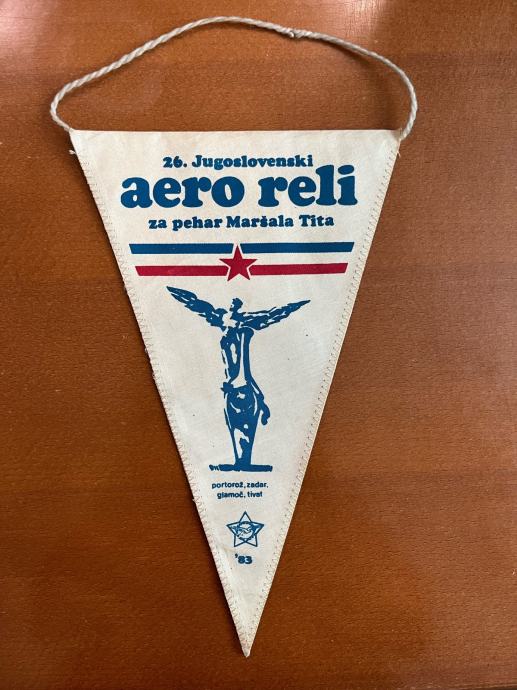 26. Jugoslovenski
aero reli
za pehar Maršala Tita
portorož, zadar,
glamoč, tivat
'83